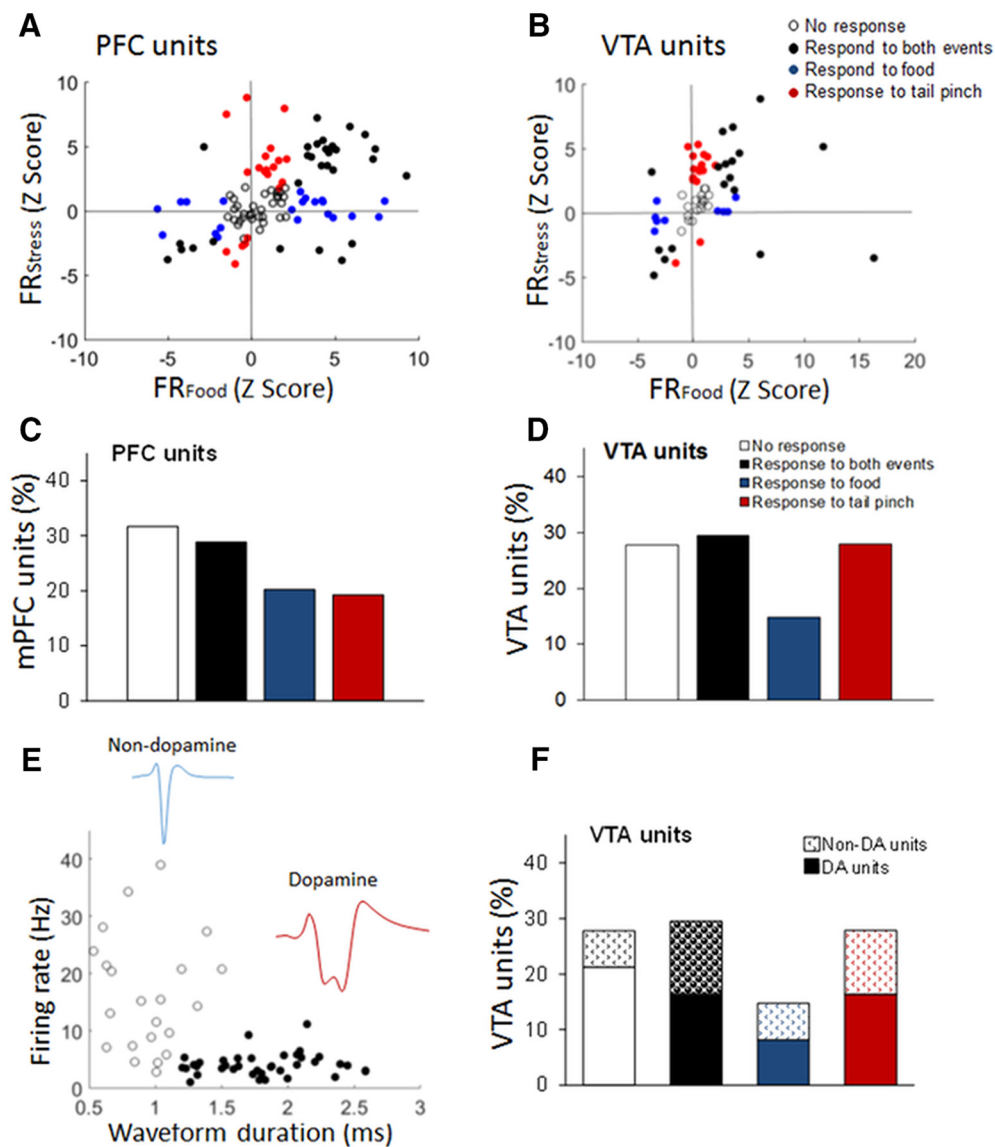 A
PFC units
FRStress (Z Score)
10
5
0
-5
-10
-10
-5
0
5
10
FRFood (Z Score)
B
VTA units
No response
Respond to both events
Respond to food
Response to tail pinch
FRStress (Z Score)
10
5
0
-5
-10
-10
-5
0
5
10
15
20
FRFood (Z Score)
C
PFC units
mPFC units (%)
40
30
20
10
0
D
VTA units
No response
Response to both events
Response to food
Response to tail pinch
VTA units (%)
40
30
20
10
0
E
Non-dopamine
Dopamine
Firing rate (Hz)
40
30
20
10
0
0.5
1
1.5
2
2.5
3
Waveform duration (ms)
F
VTA units
Non-DA units
DA units
VTA units (%)
40
30
20
10
0